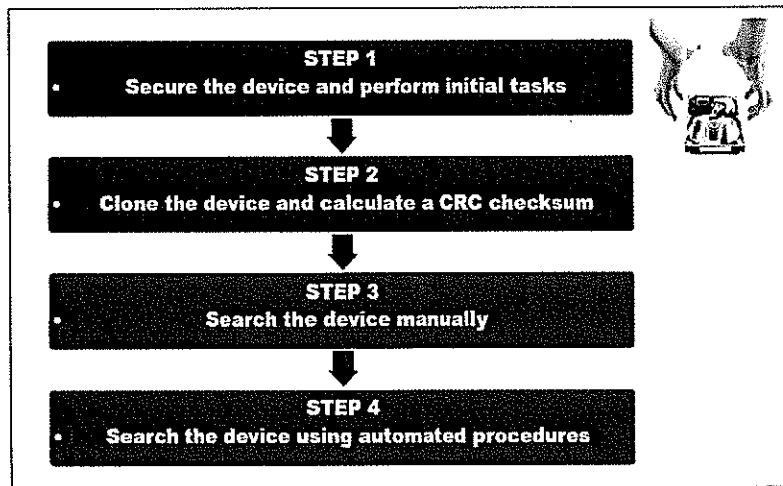 STEP 1
• Secure the device and perform initial tasks
STEP 2
• Clone the device and calculate a CRC checksum
STEP 3
• Search the device manually
STEP 4
• Search the device using automated procedures